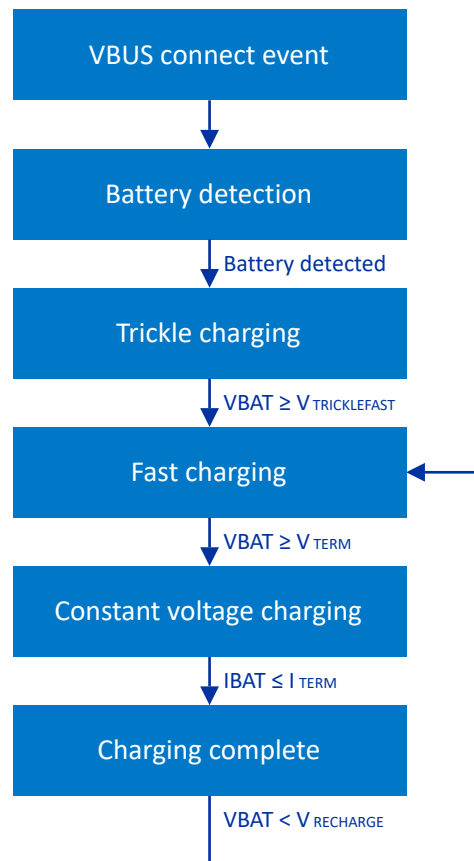 VBUS connect event
Battery detection
Battery detected
Trickle charging
VBAT ≥ V TRICKLEFAST
Fast charging
VBAT ≥ V TERM
Constant voltage charging
IBAT ≤ I TERM
Charging complete
VBAT < V RECHARGE